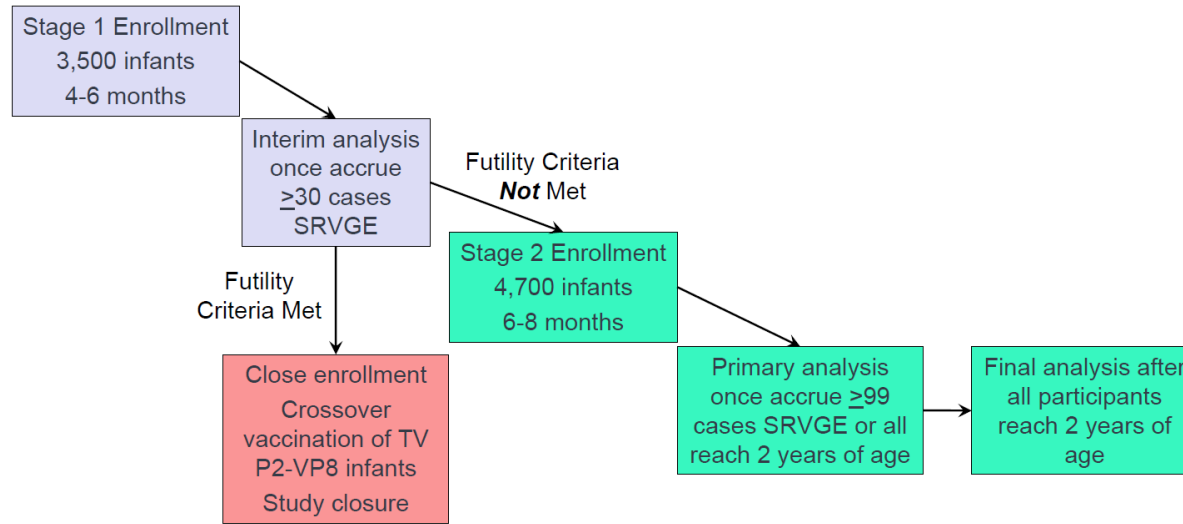 Stage 1 Enrollment
3,500 infants
4-6 months
Interim analysis
once accrue
≥30 cases
SRVGE
Futility Criteria
Not Met
Futility
Criteria Met
Stage 2 Enrollment
4,700 infants
6-8 months
Close enrollment
Crossover
vaccination of TV
P2-VP8 infants
Study closure
Primary analysis
once accrue ≥99
cases SRVGE or all
reach 2 years of age
Final analysis after
all participants
reach 2 years of
age